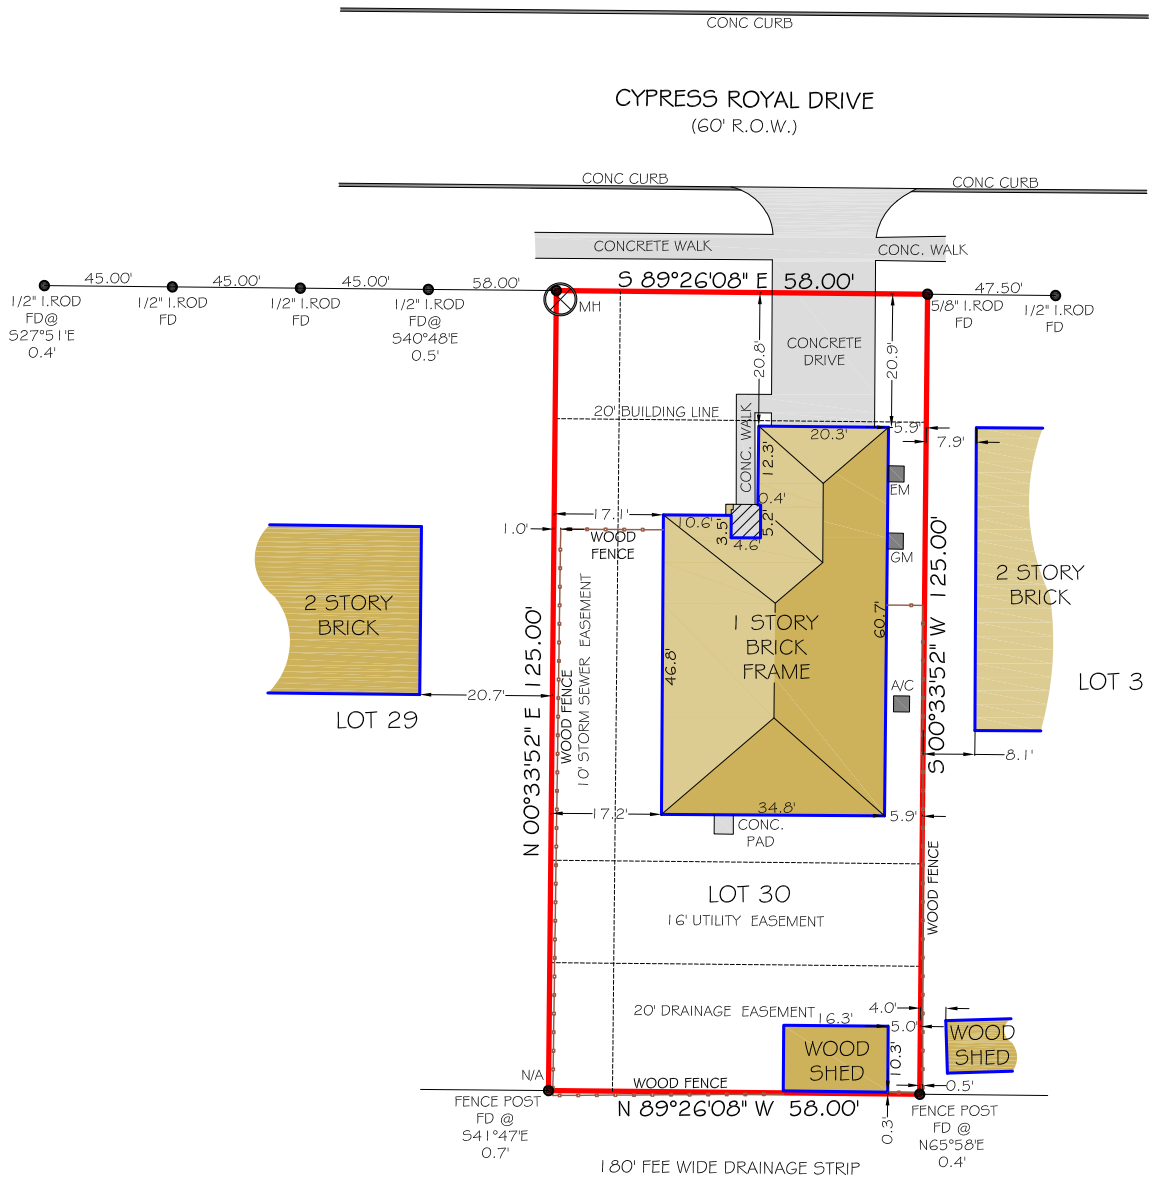 CONC CURB
CYPRESS ROYAL DRIVE
(60' R.O.W.)
CONC CURB
CONC CURB
CONCRETE WALK
CONC. WALK
45.00'
45.00'
45.00'
58.00'
S 89°26'08" E 58.00'
47.50'
1/2" I.ROD
FD@
S27°51'E
0.4'
1/2" I.ROD
FD
1/2" I.ROD
FD
1/2" I.ROD
FD@
S40°48'E
0.5'
MH
5/8" I.ROD
FD
1/2" I.ROD
FD
20.8'
CONCRETE
DRIVE
20.9'
20' BUILDING LINE
CONC. WALK
20.3'
5.9'
7.9'
12.3'
EM
0.4'
17.1'
10.6'
3.5'
5.2'
4.6'
1.0'
WOOD
FENCE
GM
2 STORY
BRICK
2 STORY
BRICK
N 00°33'52" E 125.00'
WOOD FENCE
10' STORM SEWER EASEMENT
46.8'
1 STORY
BRICK
FRAME
60.7'
A/C
S 00°33'52" W 125.00'
LOT 3
20.7'
LOT 29
8.1'
17.2'
34.8'
5.9'
CONC.
PAD
WOOD FENCE
LOT 30
16' UTILITY EASEMENT
20' DRAINAGE EASEMENT
16.3'
4.0'
5.0'
WOOD
SHED
10.3'
WOOD
SHED
N/A
WOOD FENCE
0.5'
N 89°26'08" W 58.00'
0.3'
FENCE POST
FD @
S41°47'E
0.7'
FENCE POST
FD @
N65°58'E
0.4'
180' FEE WIDE DRAINAGE STRIP